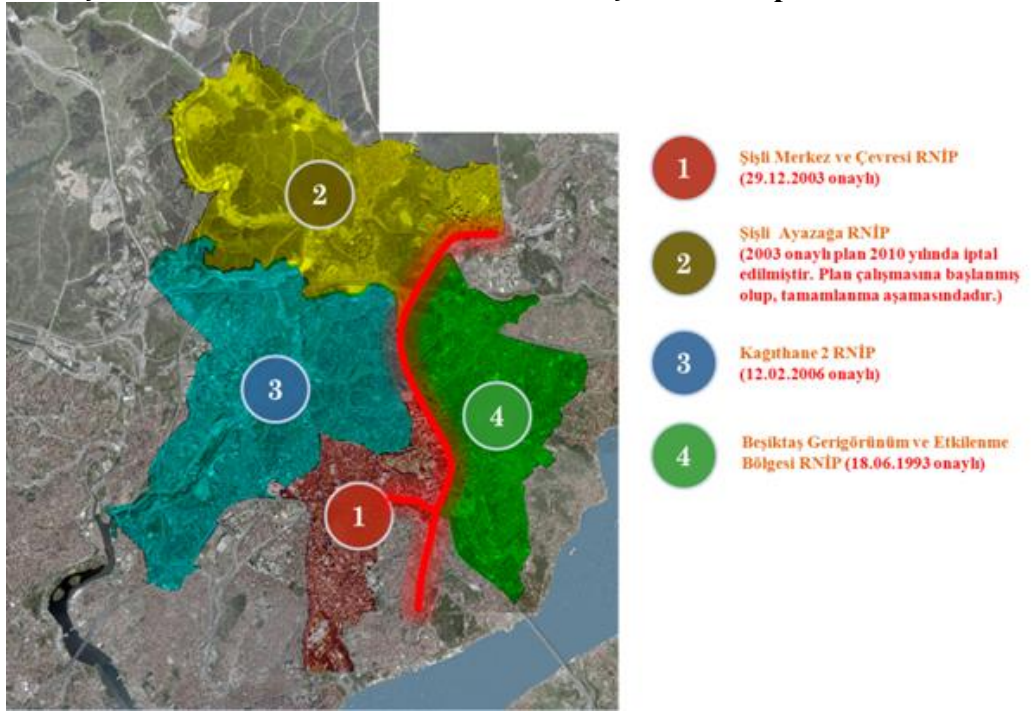 2
3
4
1
1
Şişli Merkez ve Çevresi RNİP
(29.12.2003 onaylı)
2
Şişli Ayazağa RNİP
(2003 onaylı plan 2010 yılında iptal
edilmiştir. Plan çalışmasına başlanmış
olup, tamamlanma aşamasındadır.)
3
Kagıthane 2 RNİP
(12.02.2006 onaylı)
4
Beşiktaş Gerigörünüm ve Etkilenme
Bölgesi RNİP (18.06.1993 onaylı)